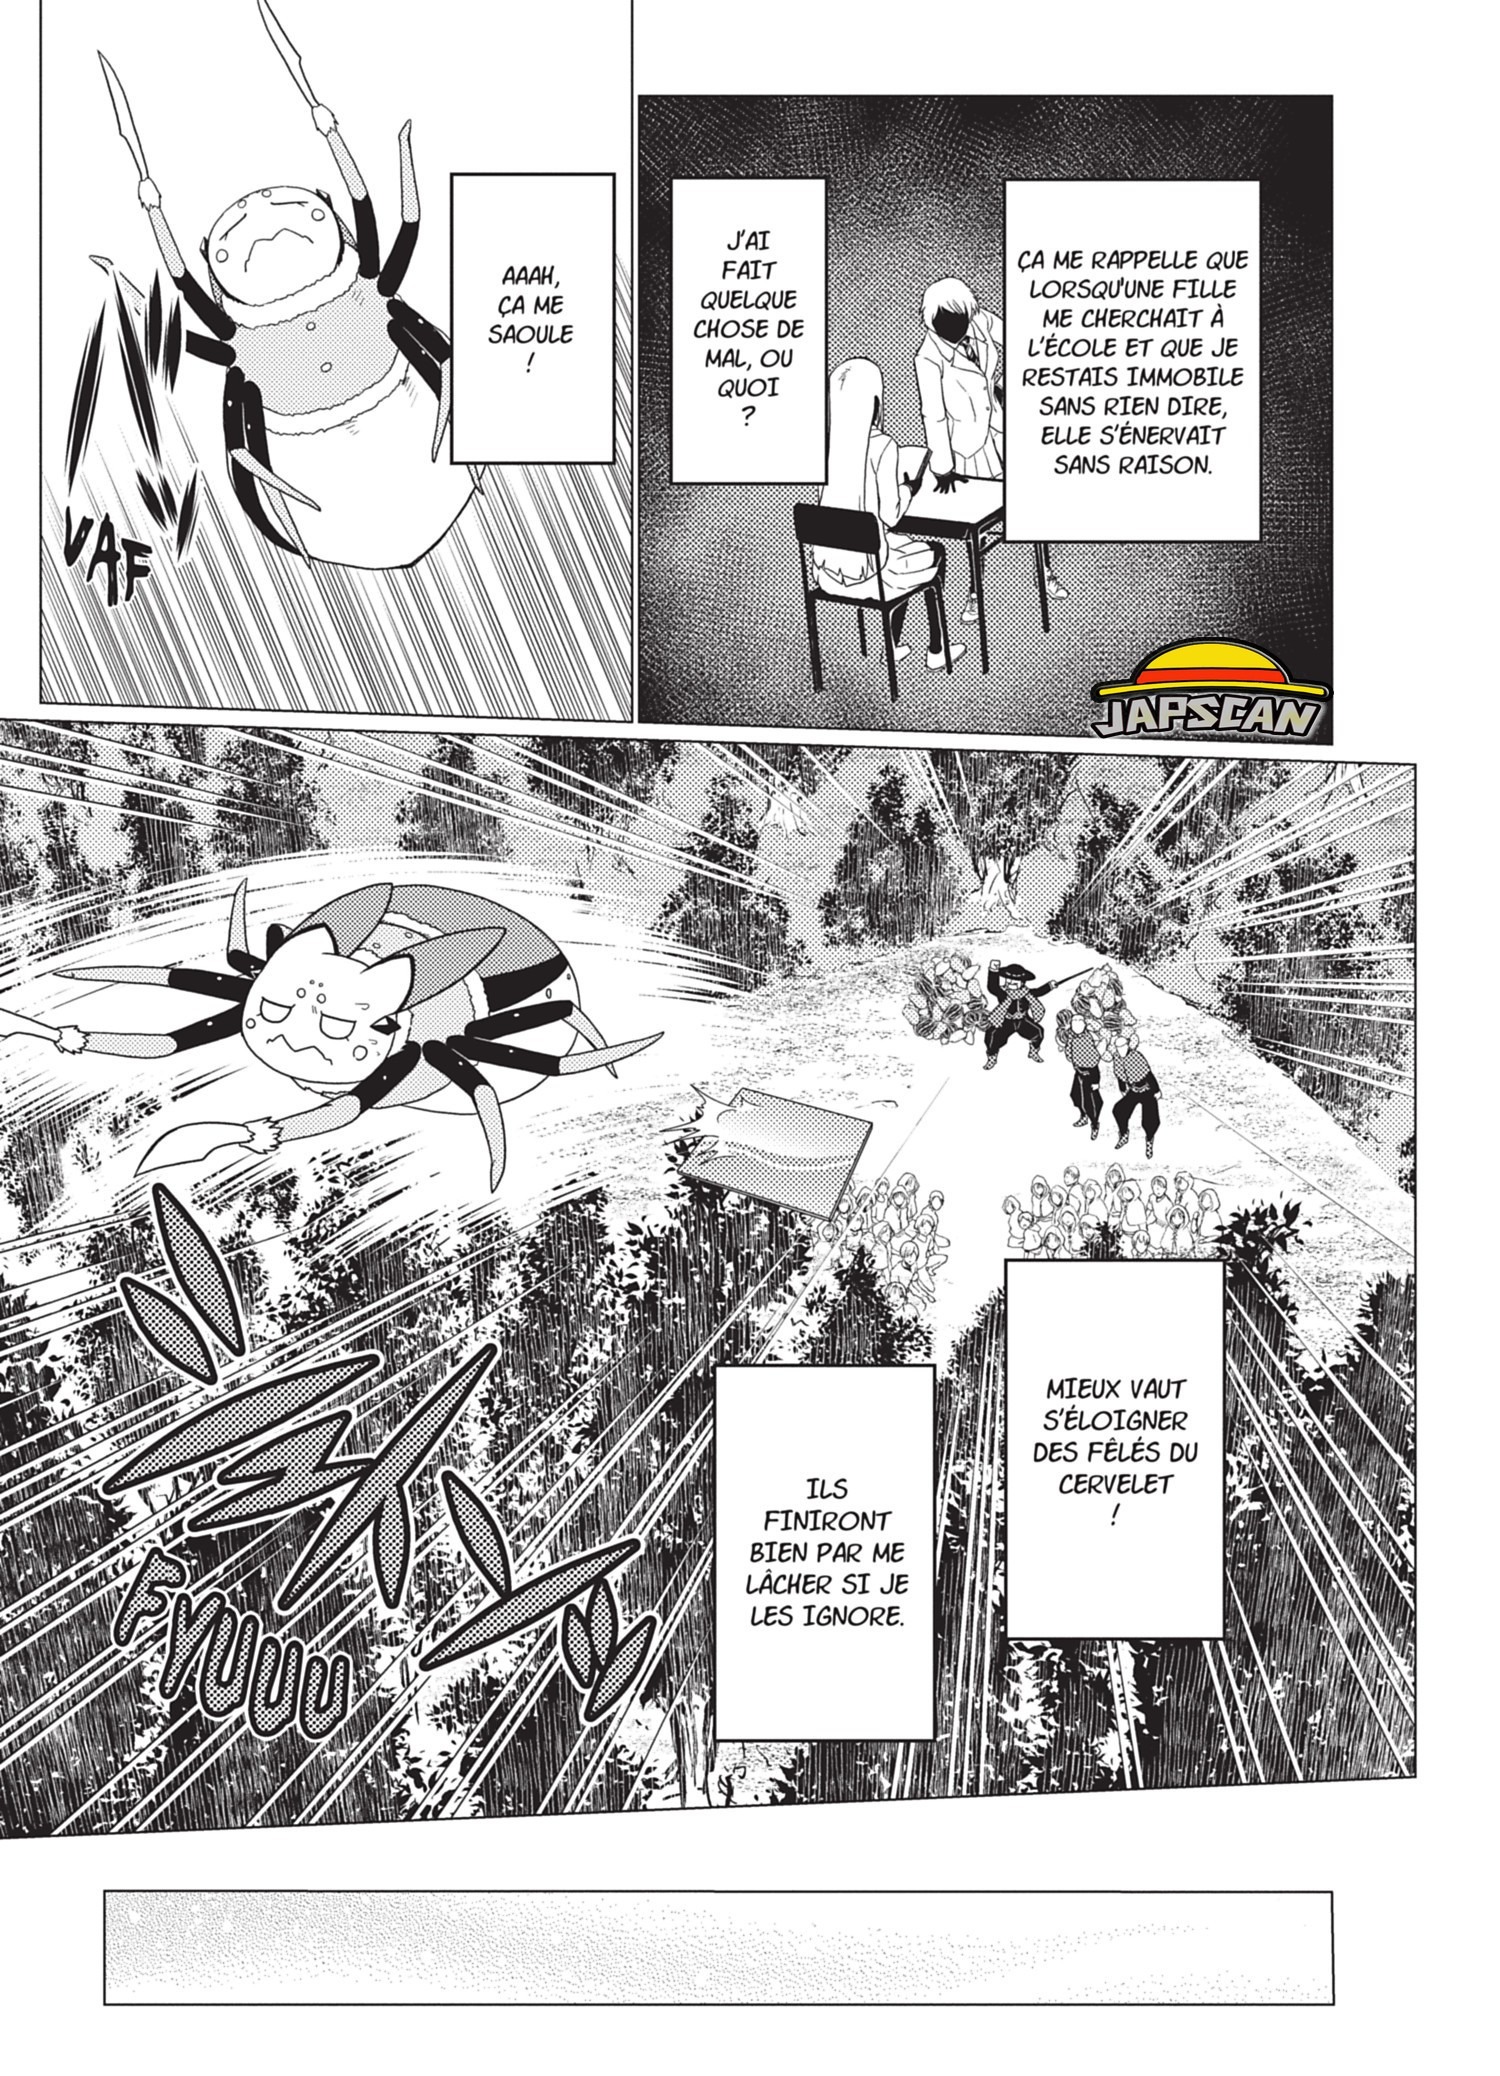 ÇA ME RAPPELLE QUE
LORSQU'UNE FILLE
ME CHERCHAIT À
L'ÉCOLE ET QUE JE
RESTAIS IMMOBILE
SANS RIEN DIRE,
ELLE S'ÉNERVAIT
SANS RAISON.
J'AI
FAIT
QUELQUE
CHOSE DE
MAL, OU
QUOI
?
AAAH,
ÇA ME
SAOULE
!
VAF
JAPSCAN
MIEUX VAUT
S'ÉLOIGNER
DES FÊLÉS DU
CERVELET
!
ILS
FINIRONT
BIEN PAR ME
LÂCHER SI JE
LES IGNORE.
FYUUU